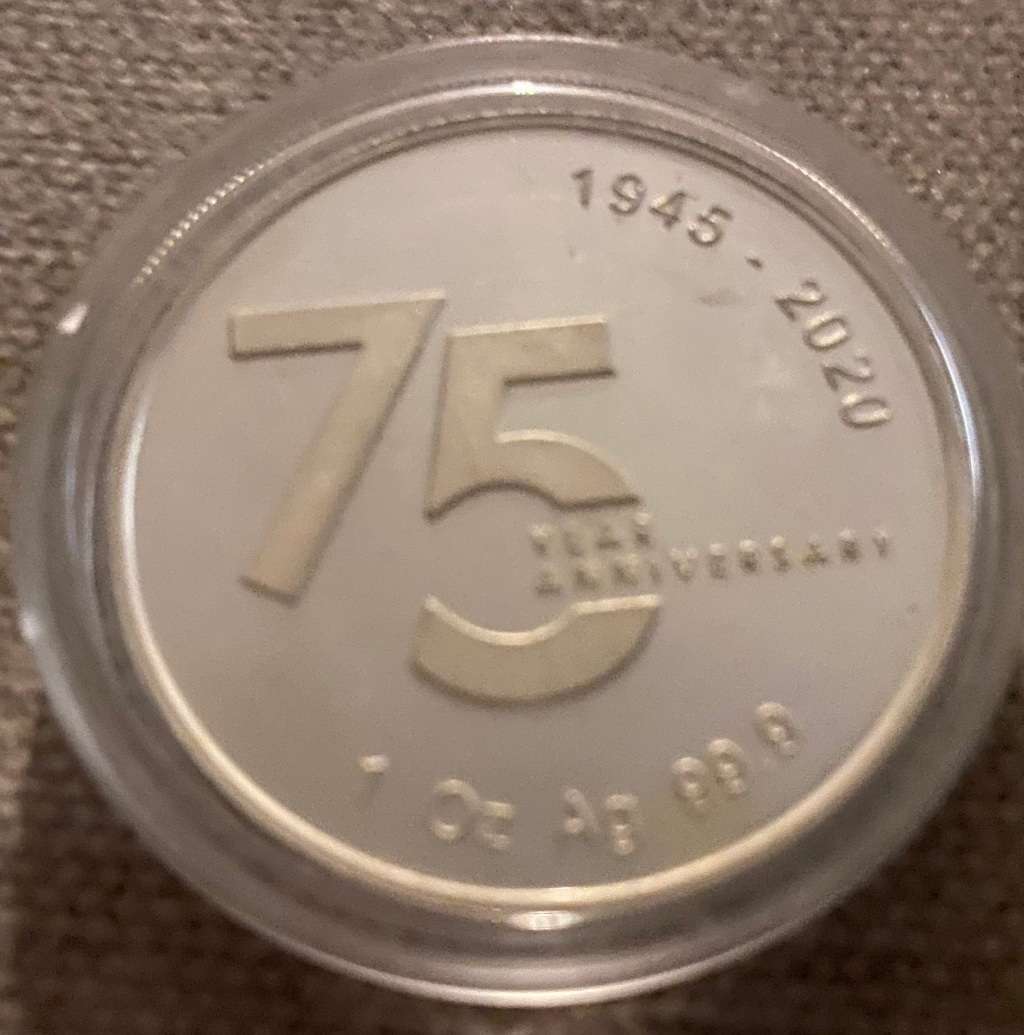 1945 - 2020
75
YEAR
ANNIVERSARY
1 Oz Ag 99.9